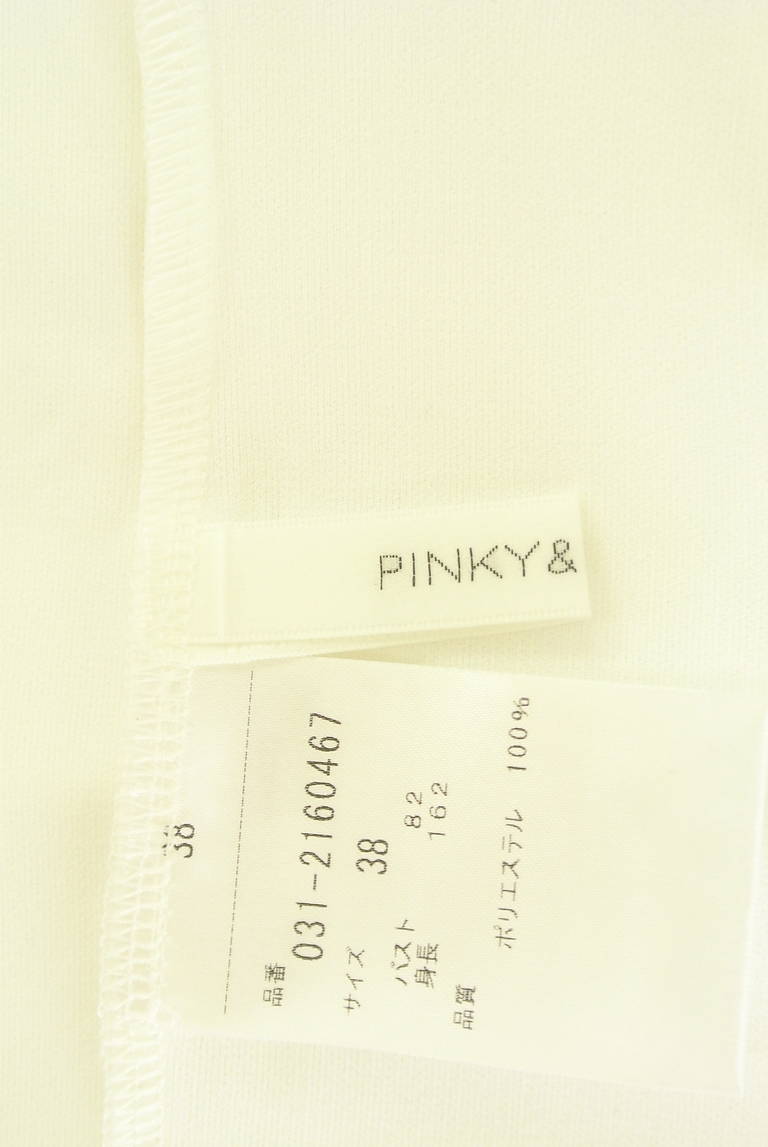 PINKY&
38
品番
031-2160467
サイズ 38
バスト 82
身長 162
品質
ポリエステル 100%